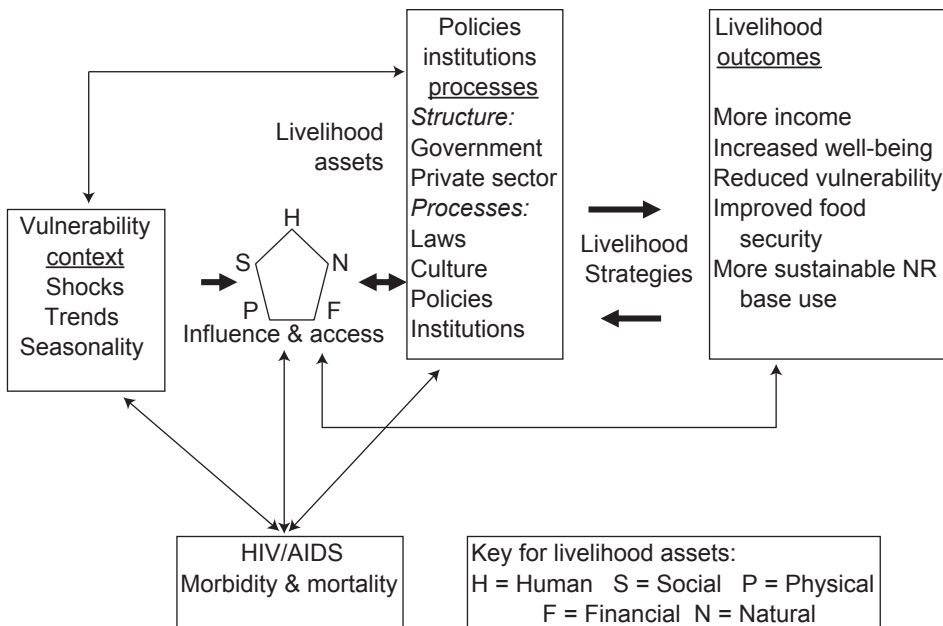 Policies
institutions
processes
Structure:
Government
Private sector
Processes:
Laws
Culture
Policies
Institutions
Livelihood
outcomes
More income
Increased well-being
Reduced vulnerability
Improved food
security
More sustainable NR
base use
Livelihood
assets
Vulnerability
context
Shocks
Trends
Seasonality
H
S
N
P
F
Influence & access
Livelihood
Strategies
HIV/AIDS
Morbidity & mortality
Key for livelihood assets:
H = Human S = Social P = Physical
F = Financial N = Natural